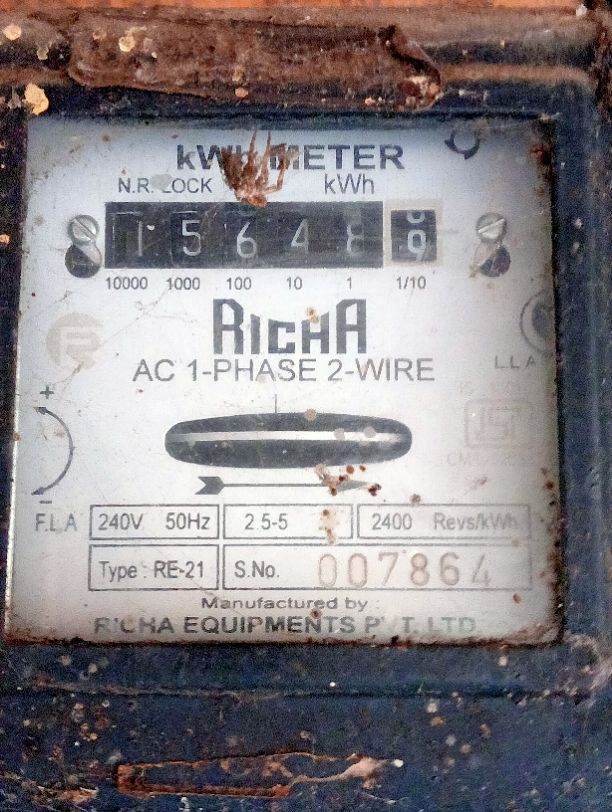 kWh METER
N.R. LOCK kWh
1 5 6 4 8 9
10000 1000 100 10 1 1/10
RICHA
AC 1-PHASE 2-WIRE
L.L.A
+
-
F.L.A 240V 50Hz 2.5-5 2400 Revs/kWh
Type : RE-21 S.No. 007864
Manufactured by :
RICHA EQUIPMENTS PVT. LTD.